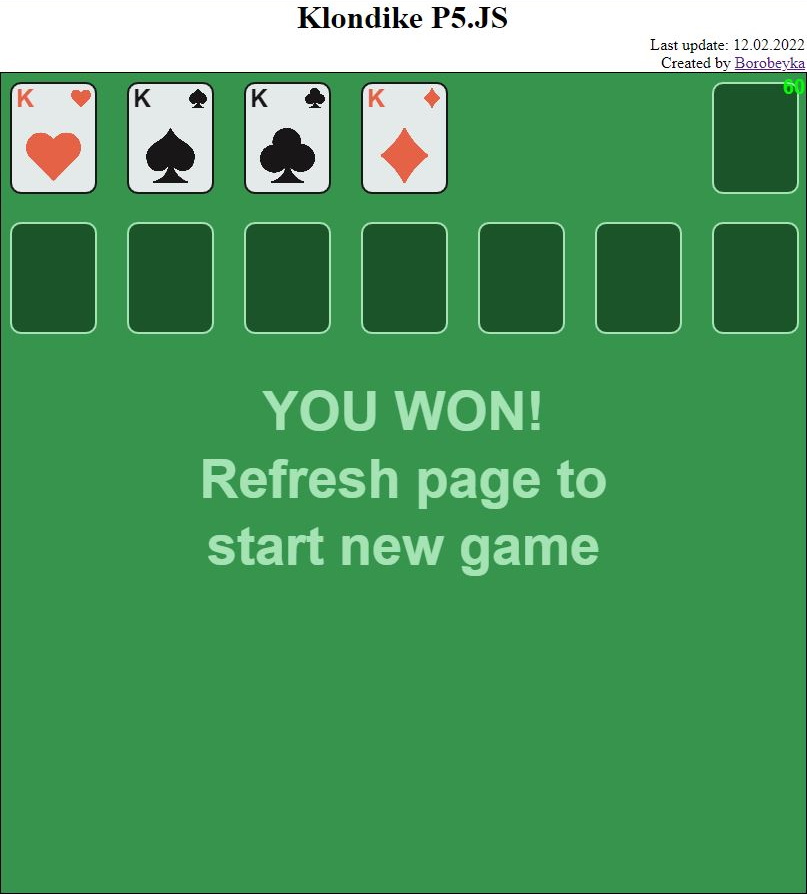 Klondike P5.JS
Last update: 12.02.2022
Created by Borobeyka
K K K K 60
YOU WON!
Refresh page to
start new game